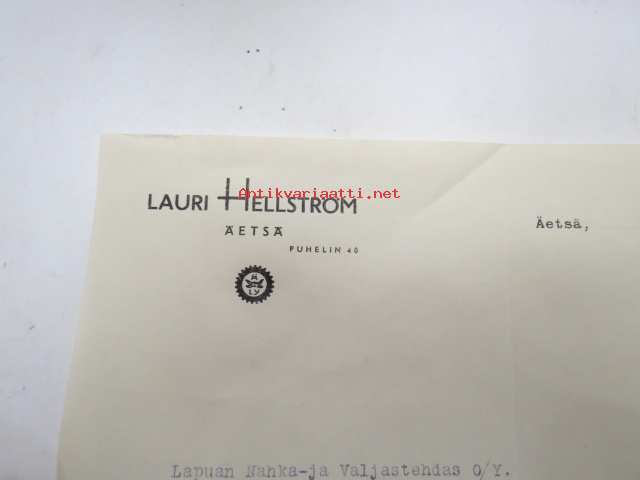 Antikvariaatti.net
LAURI HELLSTRÖM
ÄETSÄ
PUHELIN 40
Äetsä,
Lapuan Nahka-ja Valjastehdas O/Y.